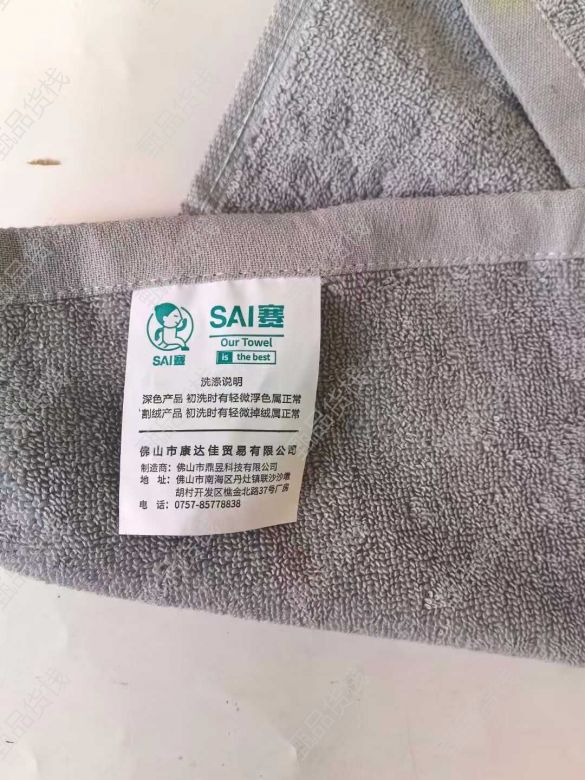 SAI赛
SAI赛
Our Towel
is the best
洗涤说明
深色产品 初洗时有轻微浮色属正常
割绒产品 初洗时有轻微掉绒属正常
佛山市康达佳贸易有限公司
制造商：佛山市鼎昱科技有限公司
地 址：佛山市南海区丹灶镇联沙沙墩
胡村开发区樵金北路37号厂房
电 话：0757-85778838